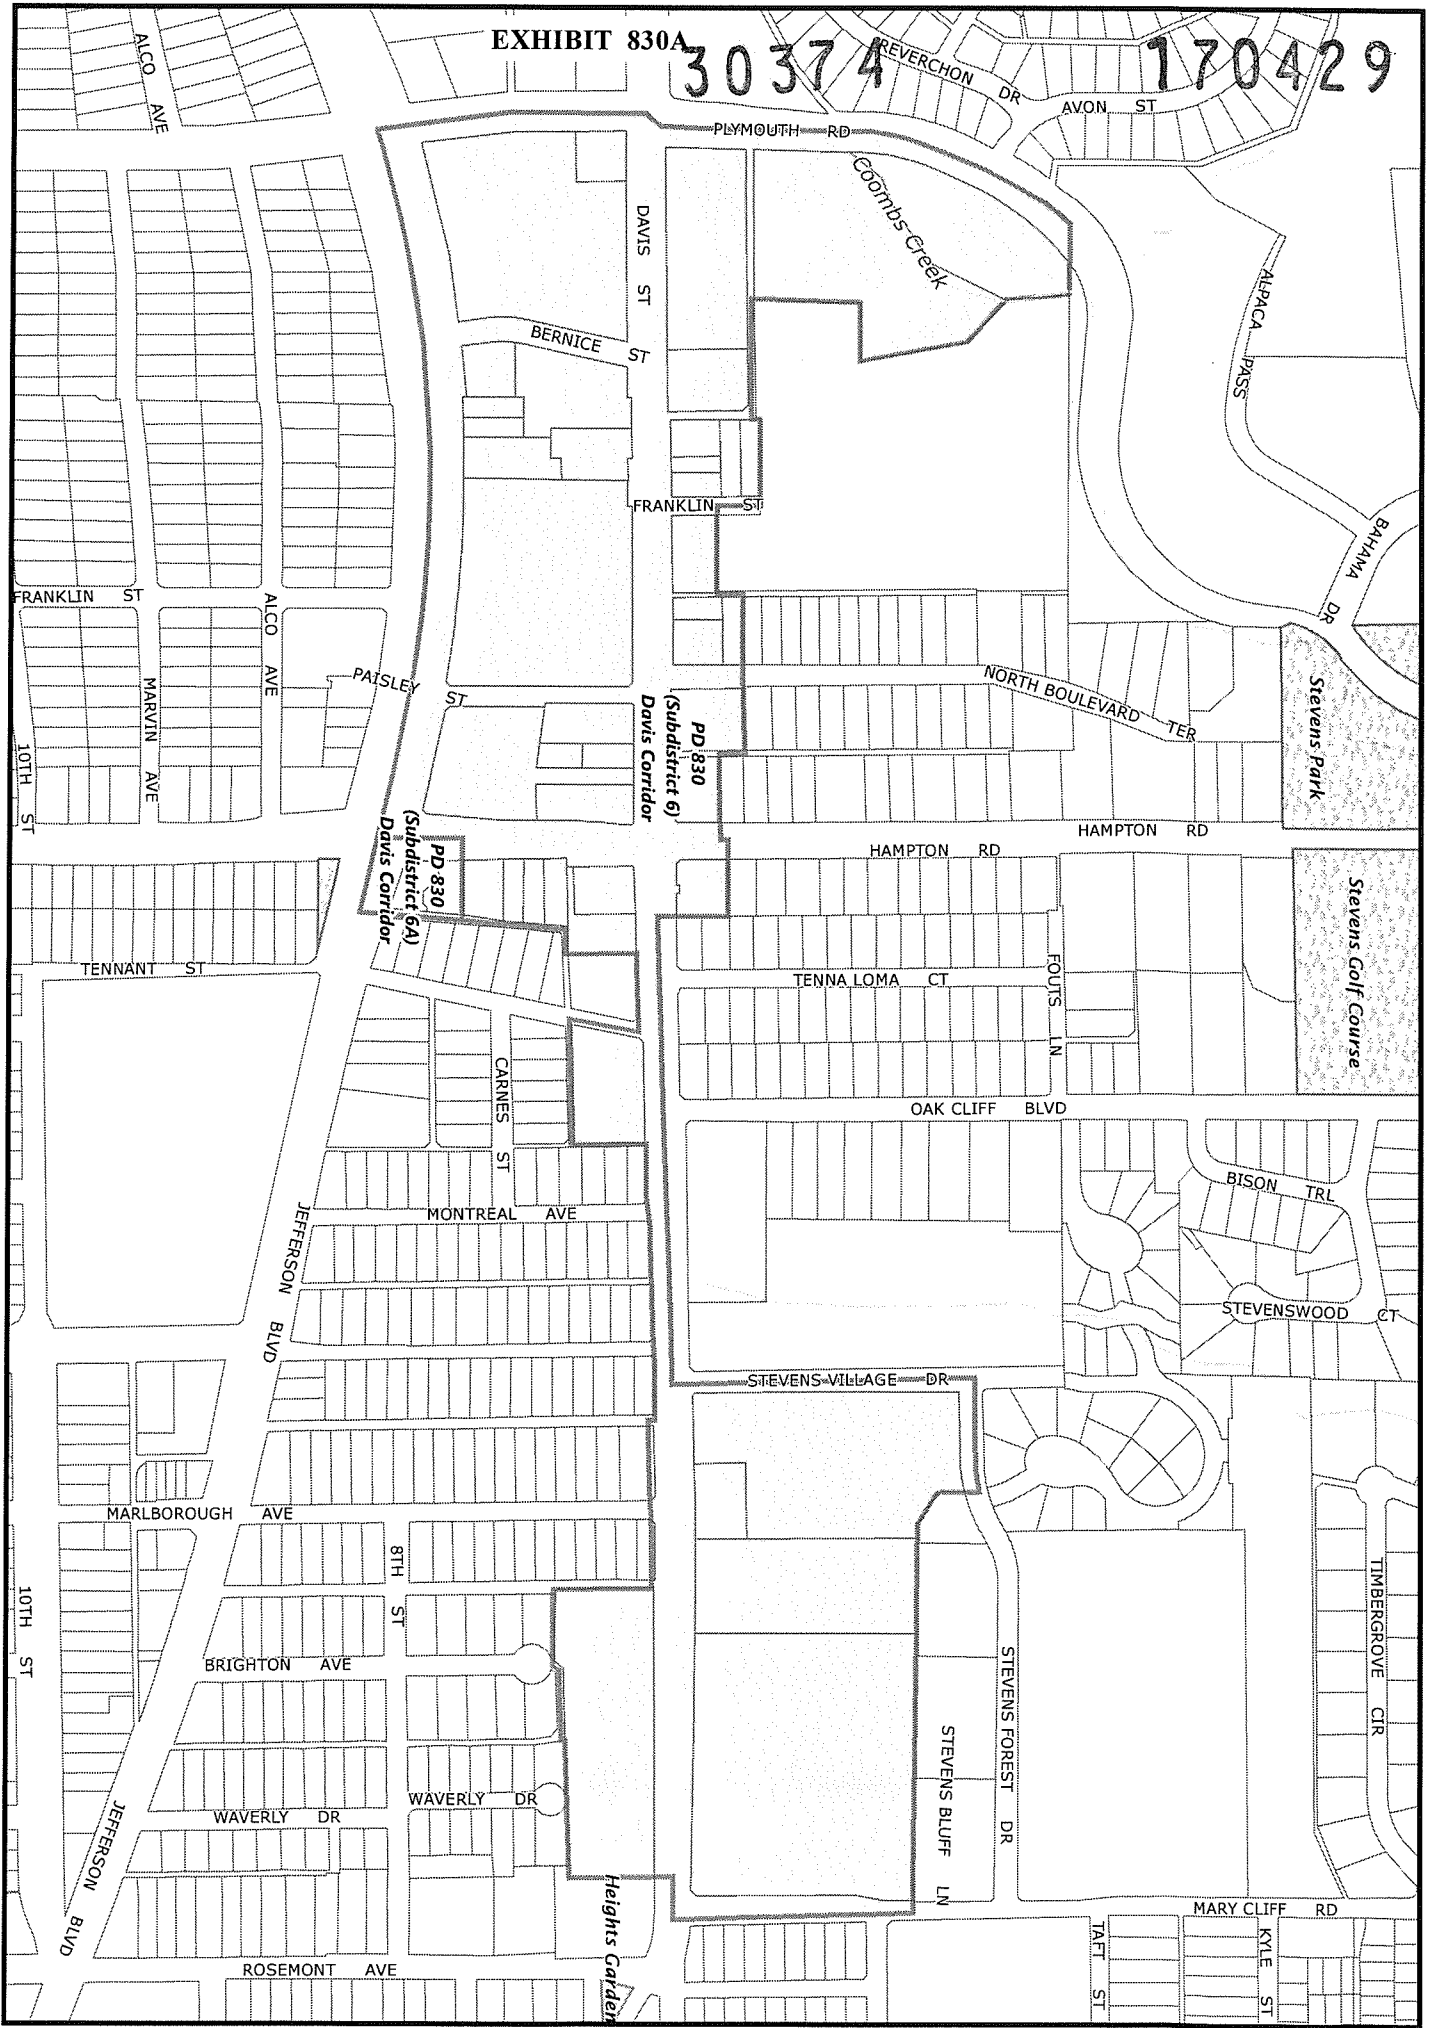 EXHIBIT 830A
30374
170429
REVERCHON DR
AVON ST
ALCO AVE
PLYMOUTH RD
Coombs Creek
DAVIS ST
ALPACA PASS
BERNICE ST
FRANKLIN ST
BAHAMA DR
FRANKLIN ST
ALCO AVE
MARVIN AVE
PAISLEY ST
NORTH BOULEVARD TER
Stevens Park
PD 830
(Subdistrict 6)
Davis Corridor
10TH ST
HAMPTON RD
HAMPTON RD
PD 830
(Subdistrict 6A)
Davis Corridor
Stevens Golf Course
TENNANT ST
TENNA LOMA CT
FOUTS LN
CARNES ST
OAK CLIFF BLVD
BISON TRL
MONTREAL AVE
JEFFERSON BLVD
STEVENSWOOD CT
STEVENS VILLAGE DR
MARLBOROUGH AVE
8TH ST
10TH ST
TIMBERGROVE CIR
BRIGHTON AVE
STEVENS FOREST DR
STEVENS BLUFF LN
WAVERLY DR
WAVERLY DR
JEFFERSON BLVD
Heights Garden
MARY CLIFF RD
TAFT ST
KYLE ST
ROSEMONT AVE